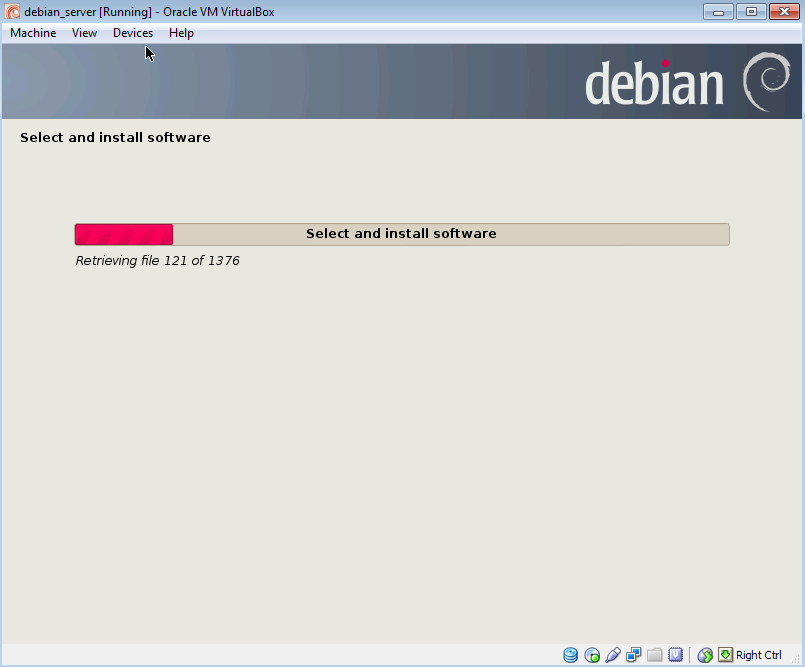 debian_server [Running] - Oracle VM VirtualBox
Machine View Devices Help
debian
Select and install software
Select and install software
Retrieving file 121 of 1376
Right Ctrl